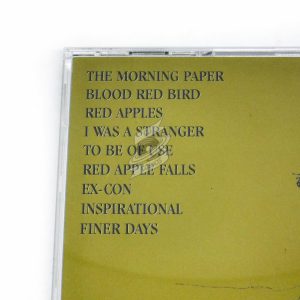 THE MORNING PAPER
BLOOD RED BIRD
RED APPLES
I WAS A STRANGER
TO BE OF USE
RED APPLE FALLS
EX-CON
INSPIRATIONAL
FINER DAYS